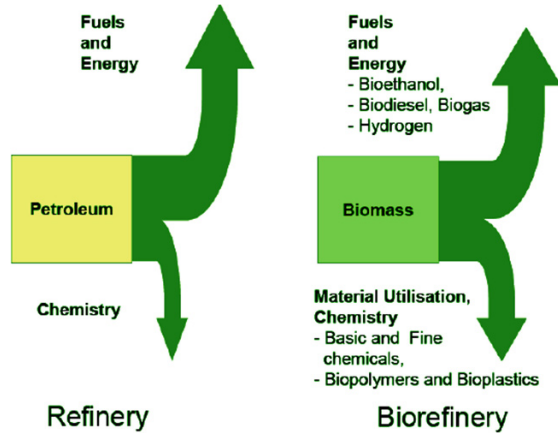 Fuels
and
Energy
Petroleum
Chemistry
Refinery
Fuels
and
Energy
- Bioethanol,
- Biodiesel, Biogas
- Hydrogen
Biomass
Material Utilisation,
Chemistry
- Basic and Fine
chemicals,
- Biopolymers and Bioplastics
Biorefinery